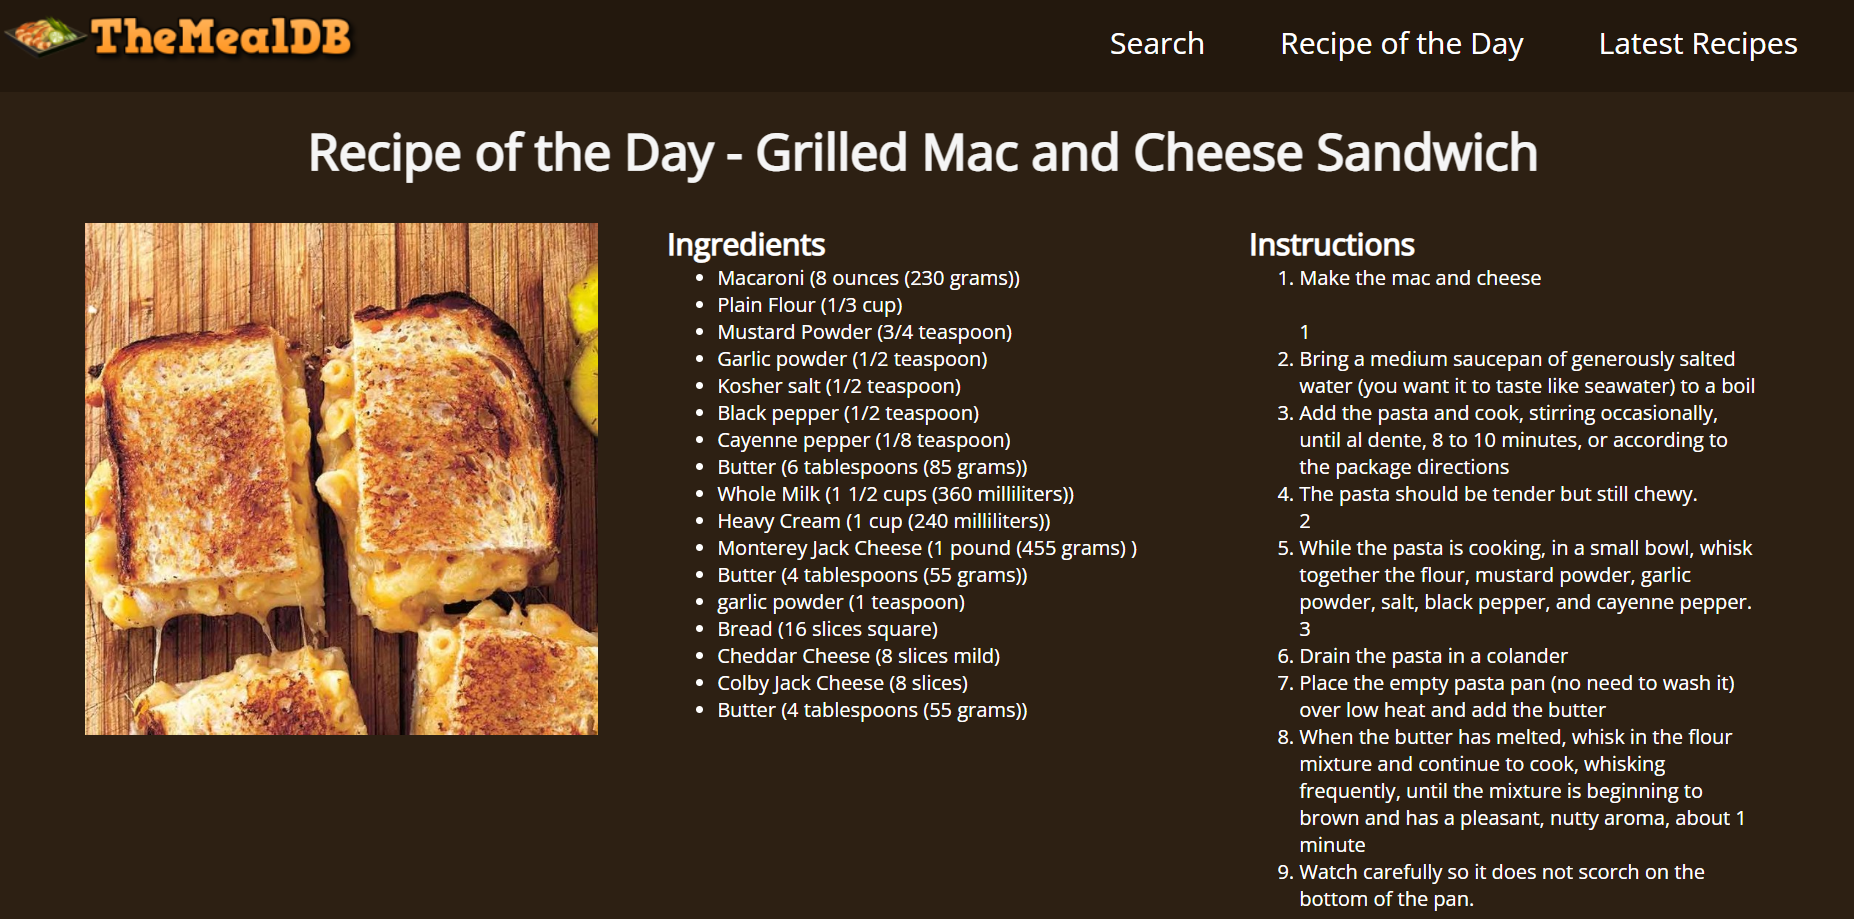 TheMealDB
Search
Recipe of the Day
Latest Recipes
Recipe of the Day - Grilled Mac and Cheese Sandwich
Ingredients
• Macaroni (8 ounces (230 grams))
• Plain Flour (1/3 cup)
• Mustard Powder (3/4 teaspoon)
• Garlic powder (1/2 teaspoon)
• Kosher salt (1/2 teaspoon)
• Black pepper (1/2 teaspoon)
• Cayenne pepper (1/8 teaspoon)
• Butter (6 tablespoons (85 grams))
• Whole Milk (1 1/2 cups (360 milliliters))
• Heavy Cream (1 cup (240 milliliters))
• Monterey Jack Cheese (1 pound (455 grams) )
• Butter (4 tablespoons (55 grams))
• garlic powder (1 teaspoon)
• Bread (16 slices square)
• Cheddar Cheese (8 slices mild)
• Colby Jack Cheese (8 slices)
• Butter (4 tablespoons (55 grams))
Instructions
1. Make the mac and cheese
1
2. Bring a medium saucepan of generously salted
water (you want it to taste like seawater) to a boil
3. Add the pasta and cook, stirring occasionally,
until al dente, 8 to 10 minutes, or according to
the package directions
4. The pasta should be tender but still chewy.
2
5. While the pasta is cooking, in a small bowl, whisk
together the flour, mustard powder, garlic
powder, salt, black pepper, and cayenne pepper.
3
6. Drain the pasta in a colander
7. Place the empty pasta pan (no need to wash it)
over low heat and add the butter
8. When the butter has melted, whisk in the flour
mixture and continue to cook, whisking
frequently, until the mixture is beginning to
brown and has a pleasant, nutty aroma, about 1
minute
9. Watch carefully so it does not scorch on the
bottom of the pan.